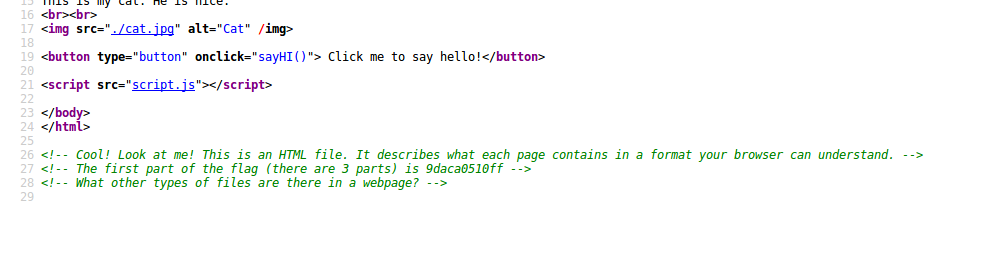 15 This is my cat. He is nice.
16 <br><br>
17 <img src="./cat.jpg" alt="Cat" /img>
18
19 <button type="button" onclick="sayHI()"> Click me to say hello!</button>
20
21 <script src="script.js"></script>
22
23 </body>
24 </html>
25
26 <!-- Cool! Look at me! This is an HTML file. It describes what each page contains in a format your browser can understand. -->
27 <!-- The first part of the flag (there are 3 parts) is 9daca0510ff -->
28 <!-- What other types of files are there in a webpage? -->
29